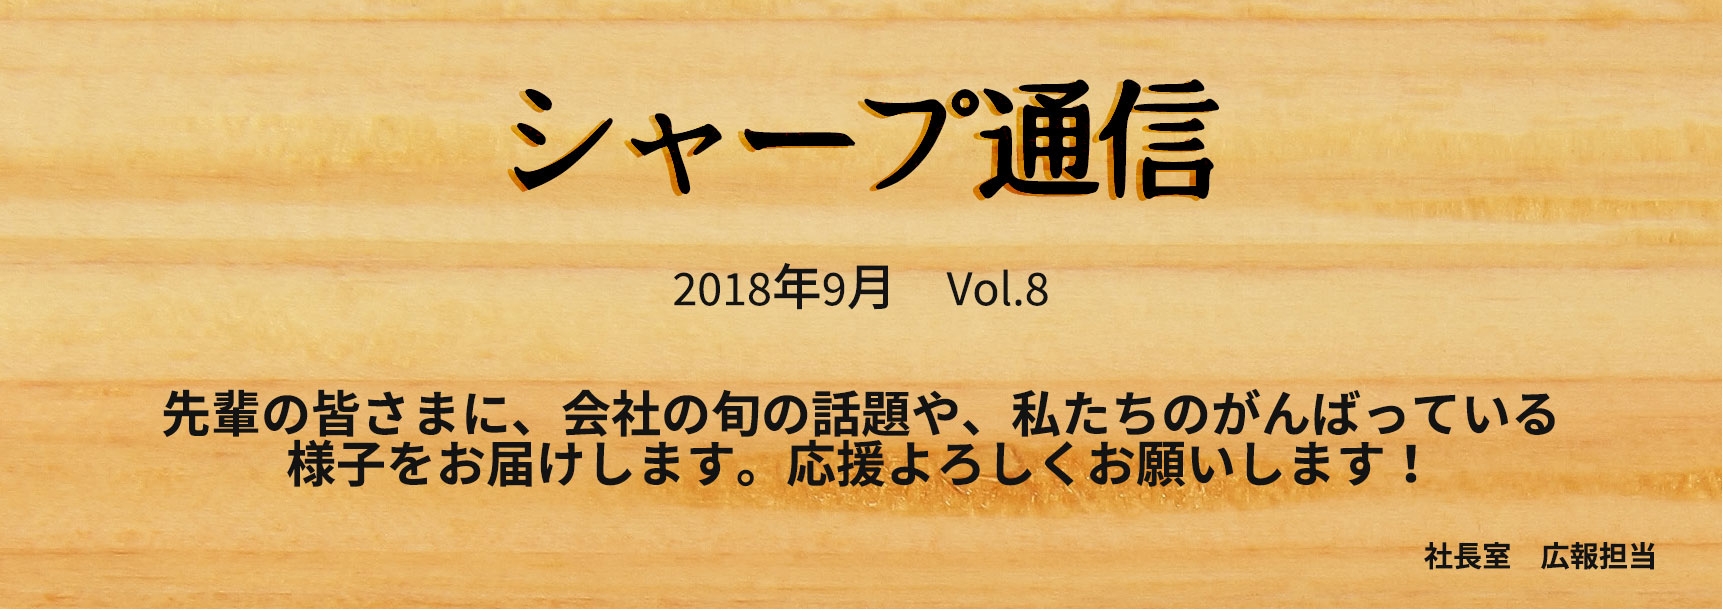 シャープ通信
2018年9月　Vol.8
先輩の皆さまに、会社の旬の話題や、私たちのがんばっている
様子をお届けします。応援よろしくお願いします！
社長室　広報担当